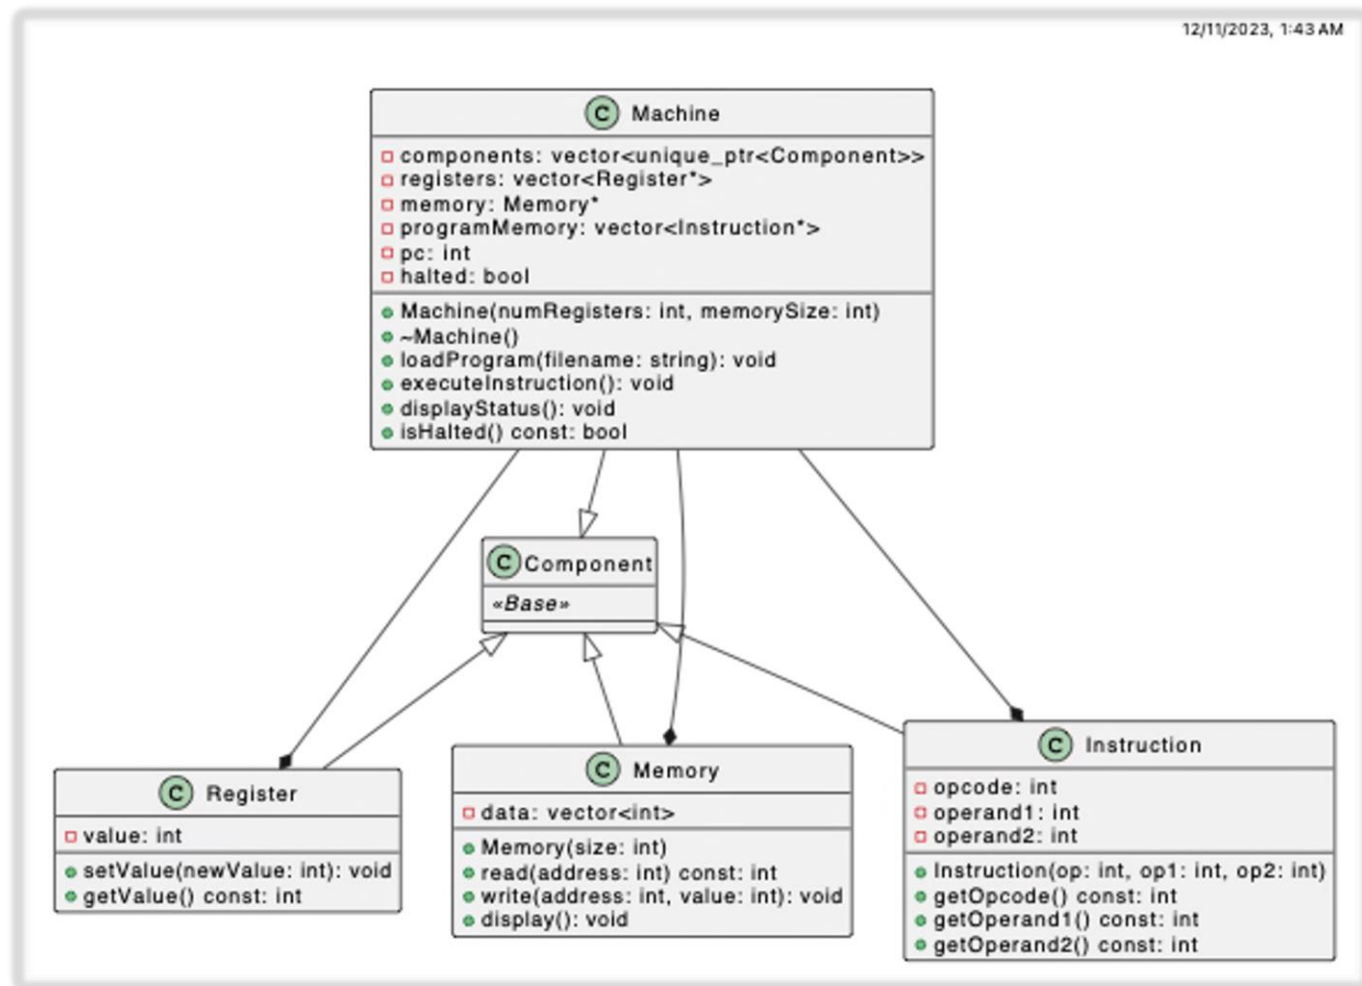 12/11/2023, 1:43 AM
C Machine
components: vector<unique_ptr<Component>>
registers: vector<Register*>
memory: Memory*
programMemory: vector<Instruction*>
pc: int
halted: bool
Machine(numRegisters: int, memorySize: int)
~Machine()
loadProgram(filename: string): void
executeInstruction(): void
displayStatus(): void
isHalted() const: bool
C Component
«Base»
C Register
value: int
setValue(newValue: int): void
getValue() const: int
C Memory
data: vector<int>
Memory(size: int)
read(address: int) const: int
write(address: int, value: int): void
display(): void
C Instruction
opcode: int
operand1: int
operand2: int
Instruction(op: int, op1: int, op2: int)
getOpcode() const: int
getOperand1() const: int
getOperand2() const: int